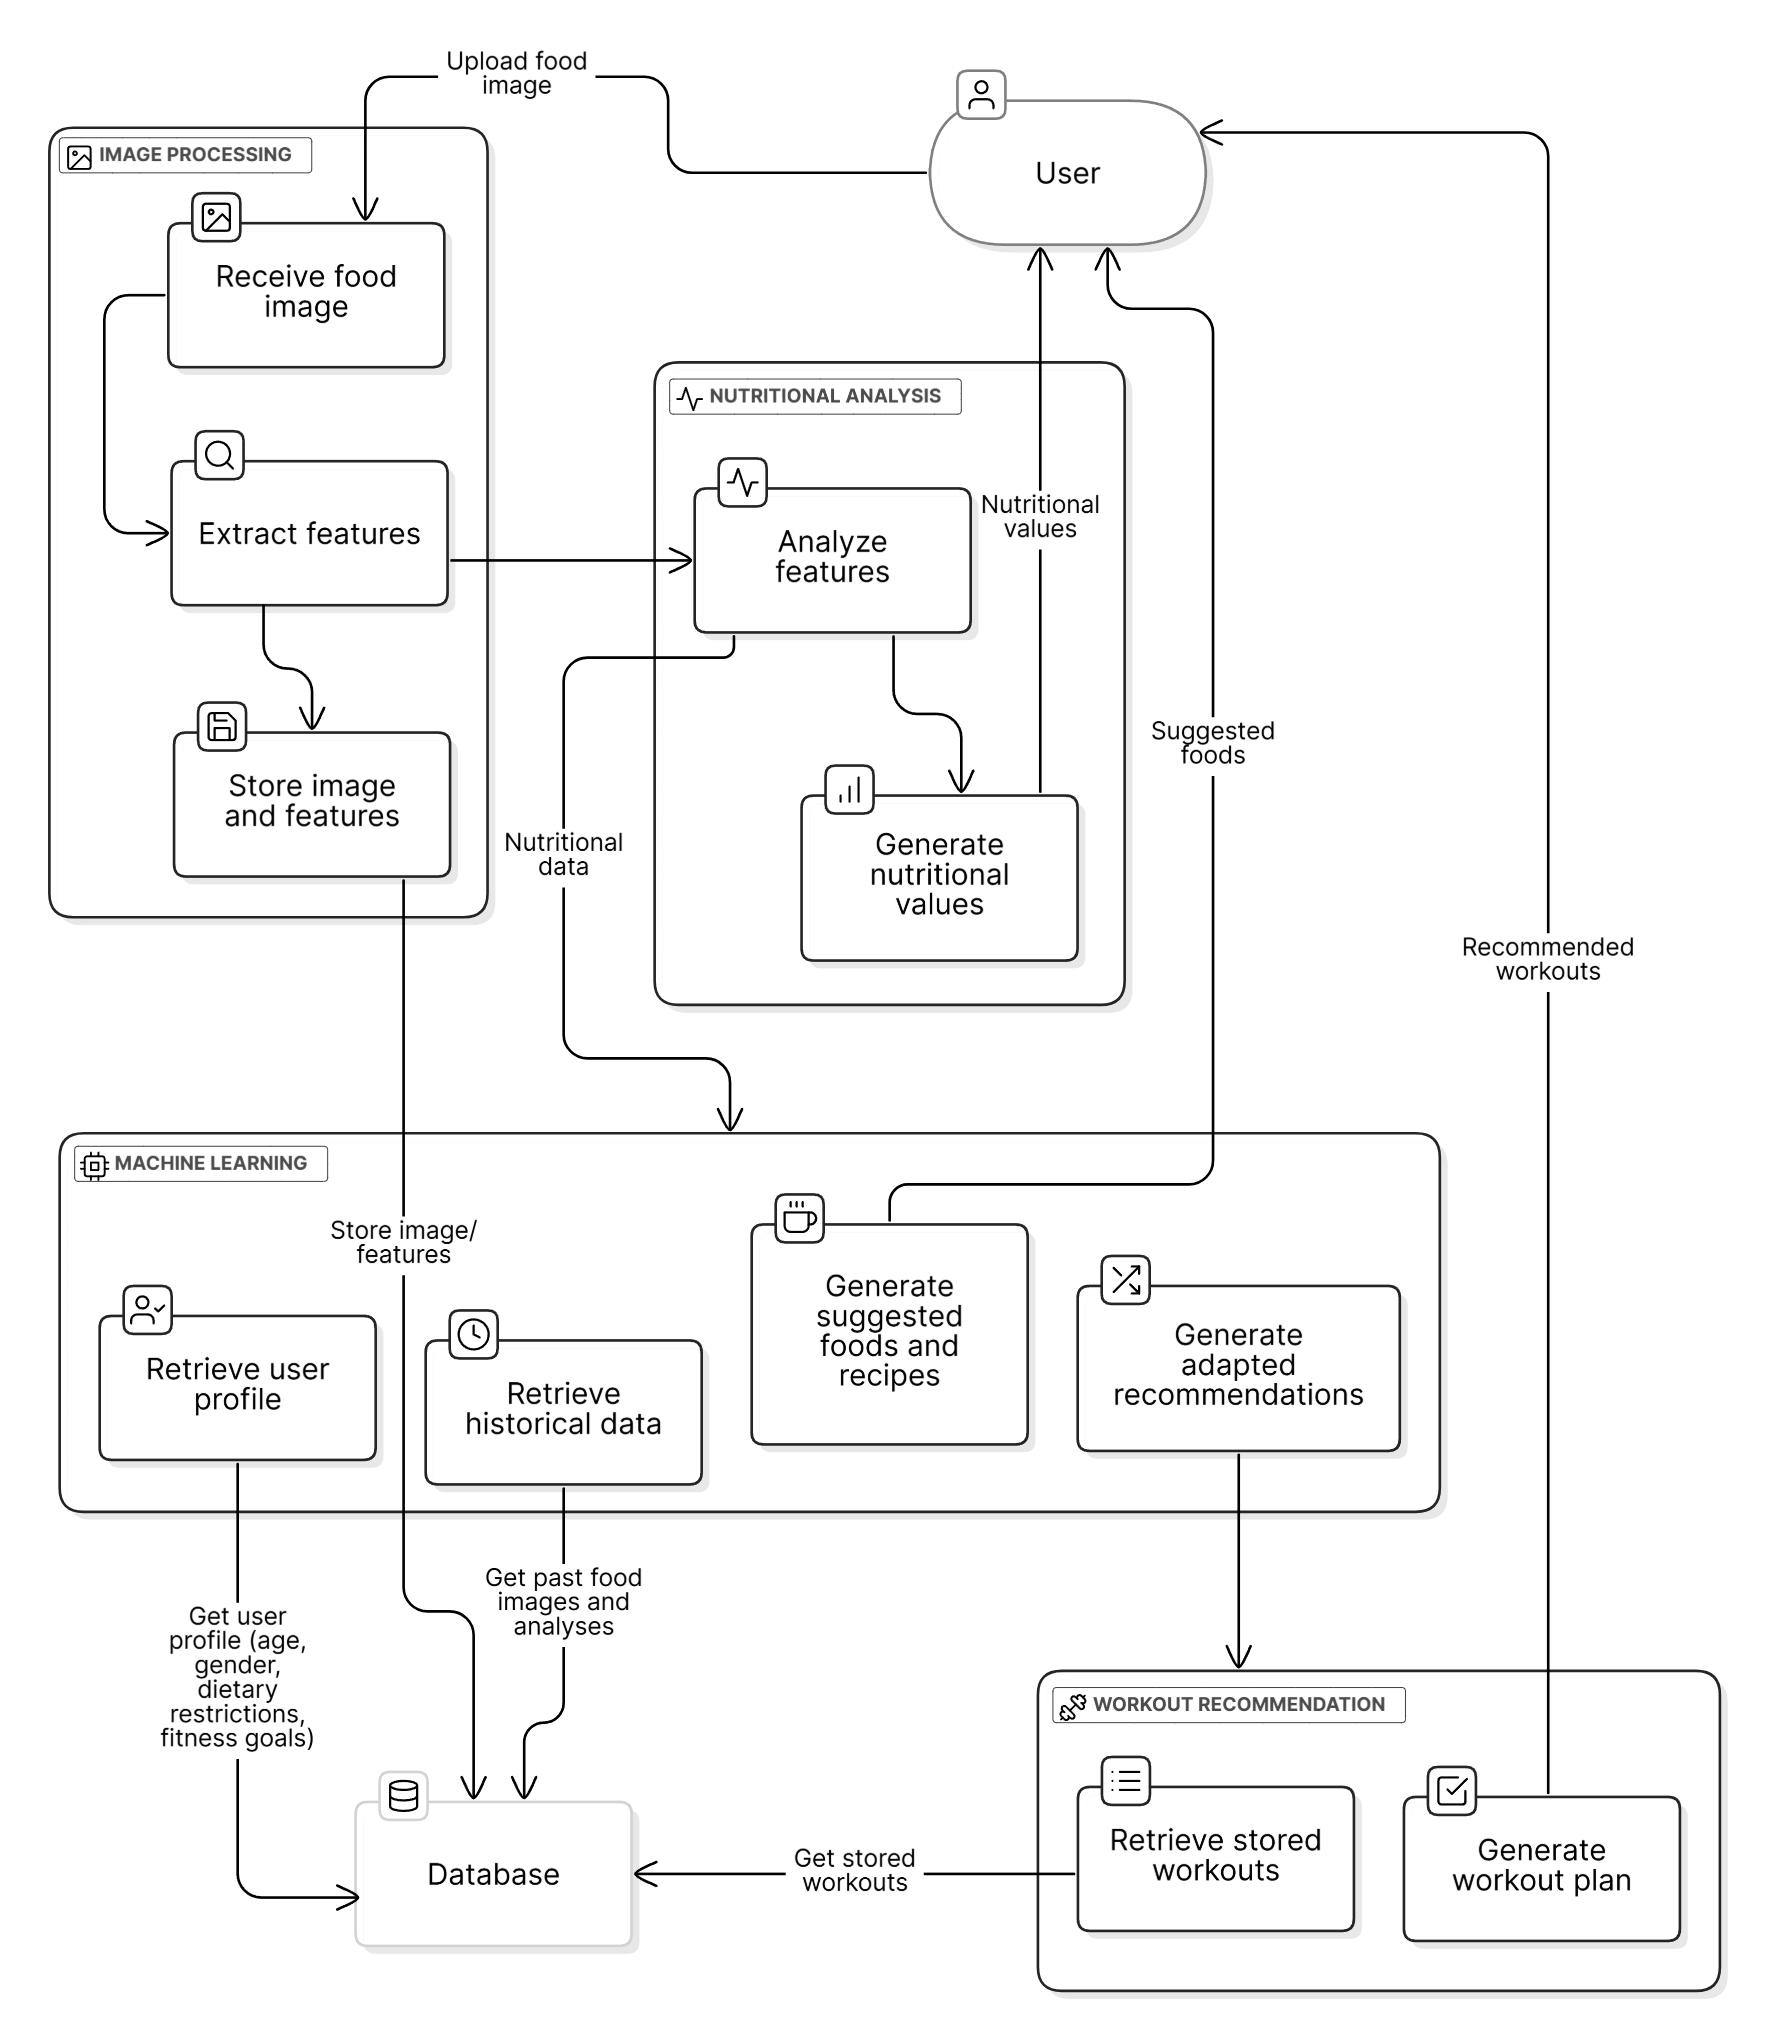 Upload food
image
User
IMAGE PROCESSING
Receive food
image
NUTRITIONAL ANALYSIS
Extract features
Analyze
features
Nutritional
values
Store image
and features
Suggested
foods
Nutritional
data
Generate
nutritional
values
Recommended
workouts
MACHINE LEARNING
Store image/
features
Retrieve user
profile
Retrieve
historical data
Generate
suggested
foods and
recipes
Generate
adapted
recommendations
Get user
profile (age,
gender,
dietary
restrictions,
fitness goals)
Get past food
images and
analyses
WORKOUT RECOMMENDATION
Database
Get stored
workouts
Retrieve stored
workouts
Generate
workout plan